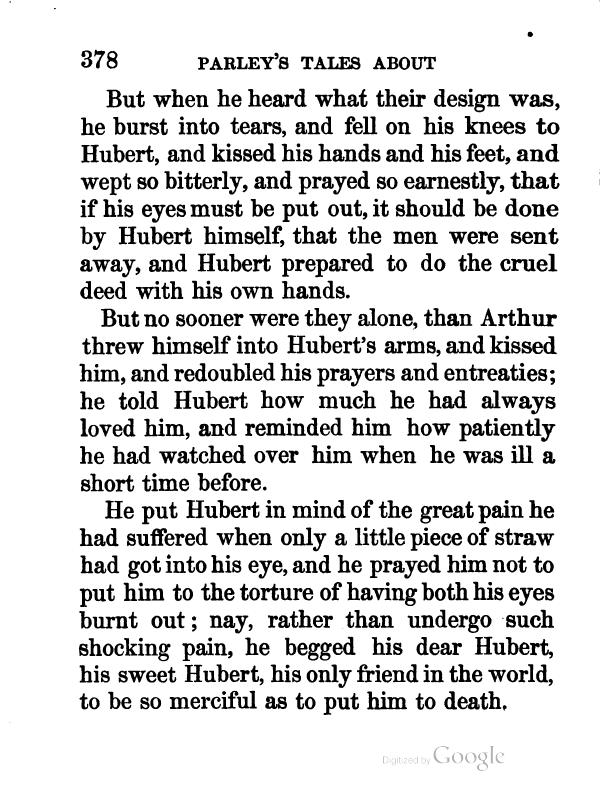 378 PARLEY'S TALES ABOUT
But when he heard what their design was,
he burst into tears, and fell on his knees to
Hubert, and kissed his hands and his feet, and
wept so bitterly, and prayed so earnestly, that
if his eyes must be put out, it should be done
by Hubert himself, that the men were sent
away, and Hubert prepared to do the cruel
deed with his own hands.
But no sooner were they alone, than Arthur
threw himself into Hubert's arms, and kissed
him, and redoubled his prayers and entreaties;
he told Hubert how much he had always
loved him, and reminded him how patiently
he had watched over him when he was ill a
short time before.
He put Hubert in mind of the great pain he
had suffered when only a little piece of straw
had got into his eye, and he prayed him not to
put him to the torture of having both his eyes
burnt out; nay, rather than undergo such
shocking pain, he begged his dear Hubert,
his sweet Hubert, his only friend in the world,
to be so merciful as to put him to death.
Digitized by Google